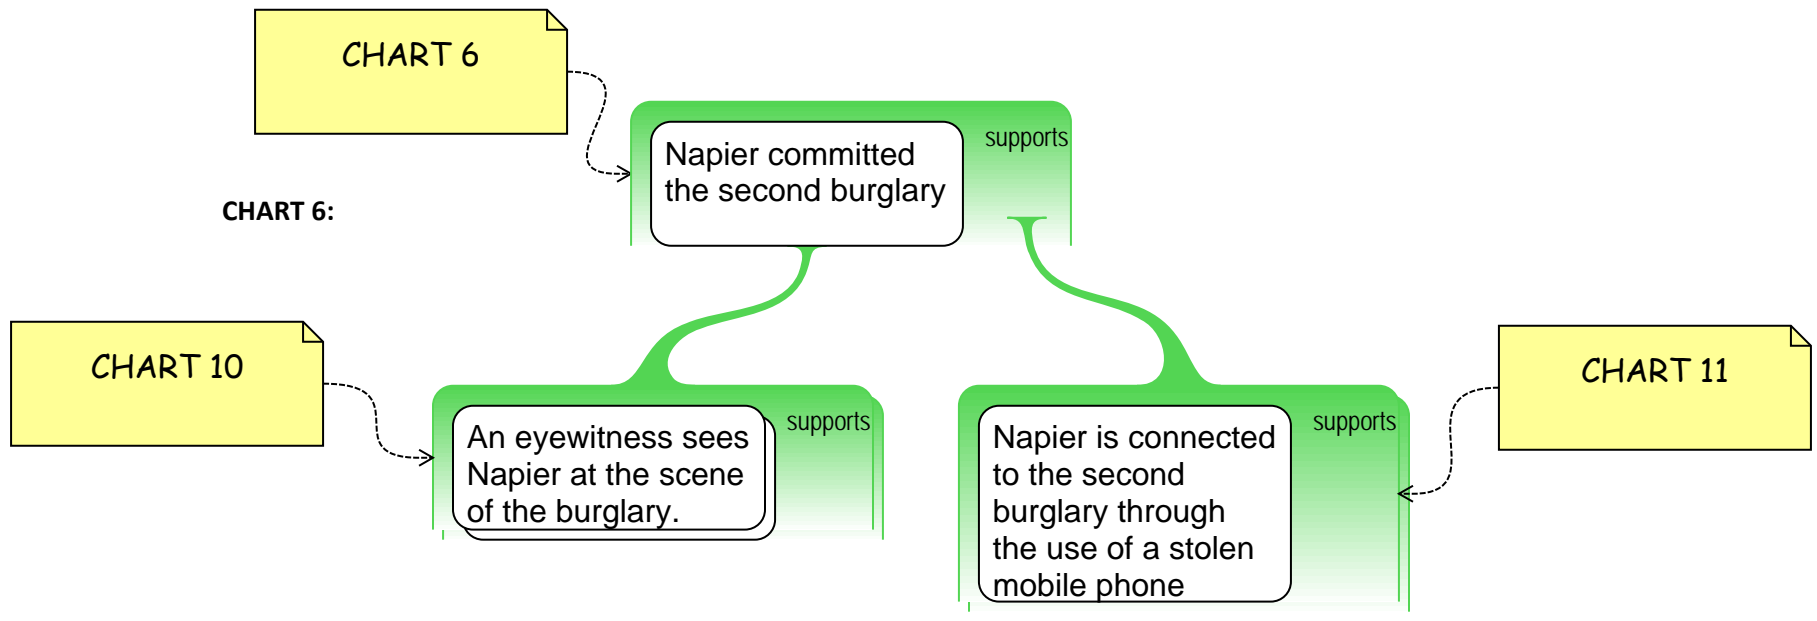 CHART 6
supports
Napier committed
the second burglary
CHART 6:
CHART 10
supports
An eyewitness sees
Napier at the scene
of the burglary.
supports
Napier is connected
to the second
burglary through
the use of a stolen
mobile phone
CHART 11